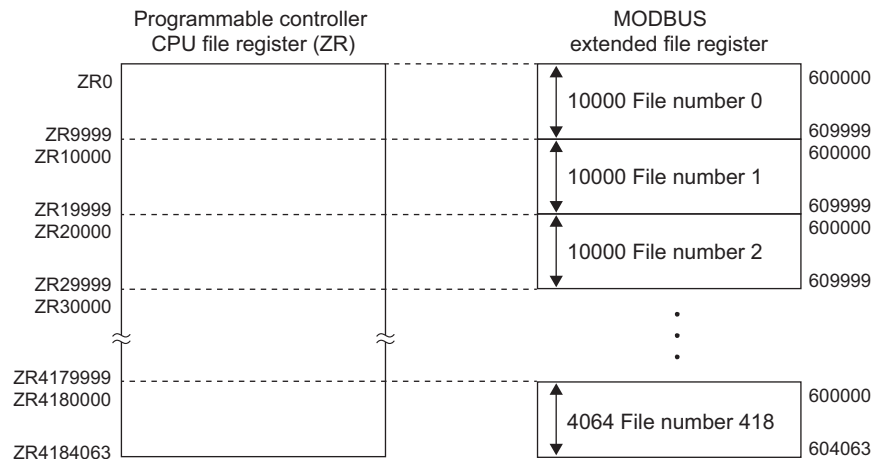 Programmable controller
CPU file register (ZR)
MODBUS
extended file register
ZR0
ZR9999
ZR10000
ZR19999
ZR20000
ZR29999
ZR30000
ZR4179999
ZR4180000
ZR4184063
10000 File number 0
600000
609999
10000 File number 1
600000
609999
10000 File number 2
600000
609999
4064 File number 418
600000
604063